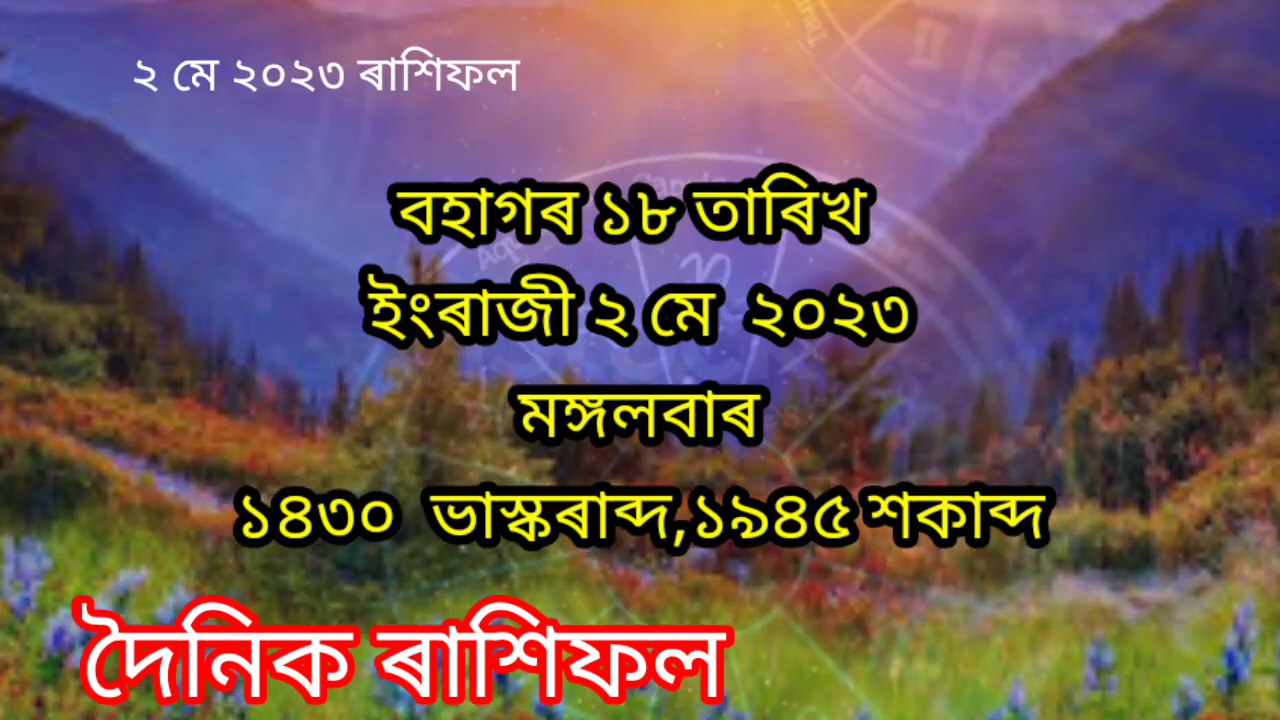 ২ মে ২০২৩ ৰাশিফল
বহাগৰ ১৮ তাৰিখ
ইংৰাজী ২ মে ২০২৩
মঙ্গলবাৰ
১৪৩০ ভাস্কৰাব্দ,১৯৪৫ শকাব্দ
দৈনিক ৰাশিফল